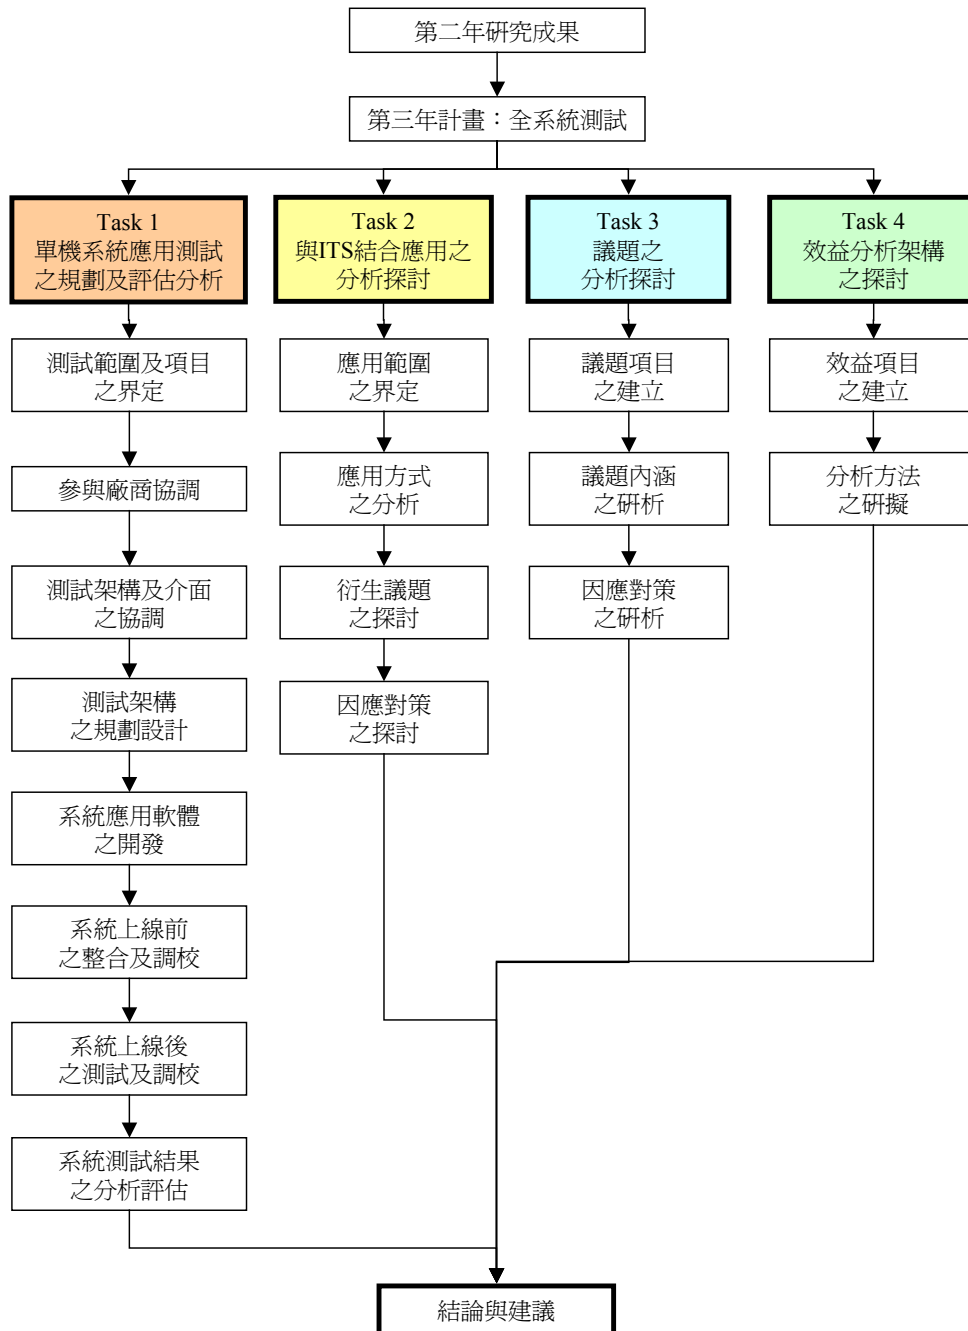 第二年研究成果
第三年計畫：全系統測試
Task 1
單機系統應用測試
之規劃及評估分析
測試範圍及項目
之界定
參與廠商協調
測試架構及介面
之協調
測試架構
之規劃設計
系統應用軟體
之開發
系統上線前
之整合及調校
系統上線後
之測試及調校
系統測試結果
之分析評估
Task 2
與ITS結合應用之
分析探討
應用範圍
之界定
應用方式
之分析
衍生議題
之探討
因應對策
之探討
Task 3
議題之
分析探討
議題項目
之建立
議題內涵
之研析
因應對策
之研析
Task 4
效益分析架構
之探討
效益項目
之建立
分析方法
之研擬
結論與建議